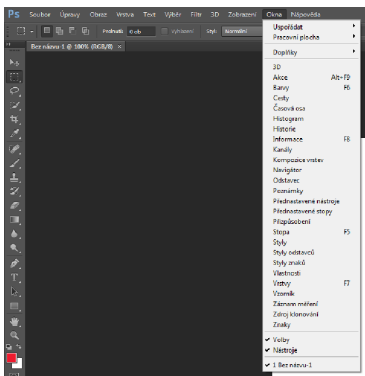 Ps Soubor Úpravy Obraz Vrstva Text Výběr Filtr 3D Zobrazení Okna Nápověda
Prolnutí: 0 ob. Vyhlazení Styl: Normální
Bez názvu-1 @ 100% (RGB/8) ×
Uspořádat
Pracovní plocha
Doplňky
3D
Akce Alt+F9
Barvy F6
Cesty
Časová osa
Histogram
Historie
Informace F8
Kanály
Kompozice vrstev
Navigátor
Odstavec
Poznámky
Přednastavené nástroje
Přednastavené stopy
Přizpůsobení
Stopa F5
Styly
Styly odstavců
Styly znaků
Vlastnosti
Vrstvy F7
Vzorník
Záznam měření
Zdroj klonování
Znaky
✓ Volby
✓ Nástroje
✓ 1 Bez názvu-1